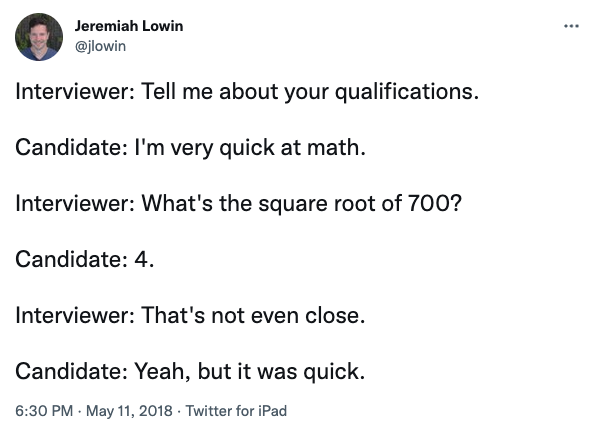 Jeremiah Lowin
@jlowin
Interviewer: Tell me about your qualifications.
Candidate: I'm very quick at math.
Interviewer: What's the square root of 700?
Candidate: 4.
Interviewer: That's not even close.
Candidate: Yeah, but it was quick.
6:30 PM · May 11, 2018 · Twitter for iPad